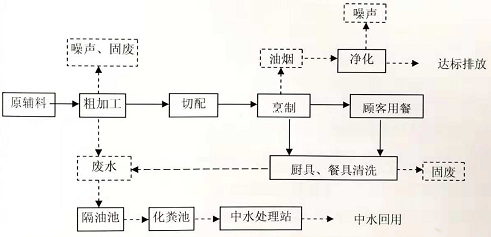 噪声
噪声、固废
油烟
净化
达标排放
原辅料
粗加工
切配
烹制
顾客用餐
废水
厨具、餐具清洗
固废
隔油池
化粪池
中水处理站
中水回用